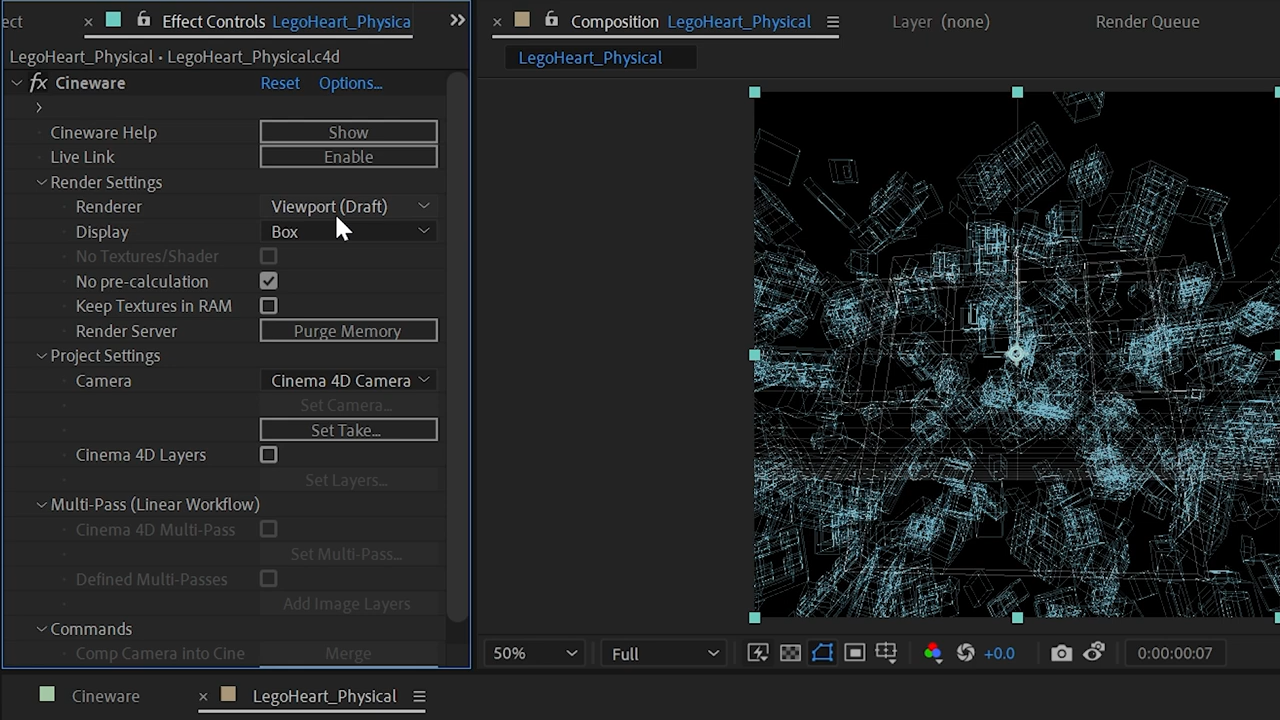 ect × Effect Controls LegoHeart_Physica
LegoHeart_Physical • LegoHeart_Physical.c4d
fx Cineware Reset Options...
Cineware Help Show
Live Link Enable
Render Settings
Renderer Viewport (Draft)
Display Box
No Textures/Shader
No pre-calculation
Keep Textures in RAM
Render Server Purge Memory
Project Settings
Camera Cinema 4D Camera
Set Camera...
Set Take...
Cinema 4D Layers
Set Layers...
Multi-Pass (Linear Workflow)
Cinema 4D Multi-Pass
Set Multi-Pass...
Defined Multi-Passes
Add Image Layers
Commands
Comp Camera into Cine Merge
× Composition LegoHeart_Physical Layer (none) Render Queue
LegoHeart_Physical
50% Full +0.0 0:00:00:07
Cineware × LegoHeart_Physical